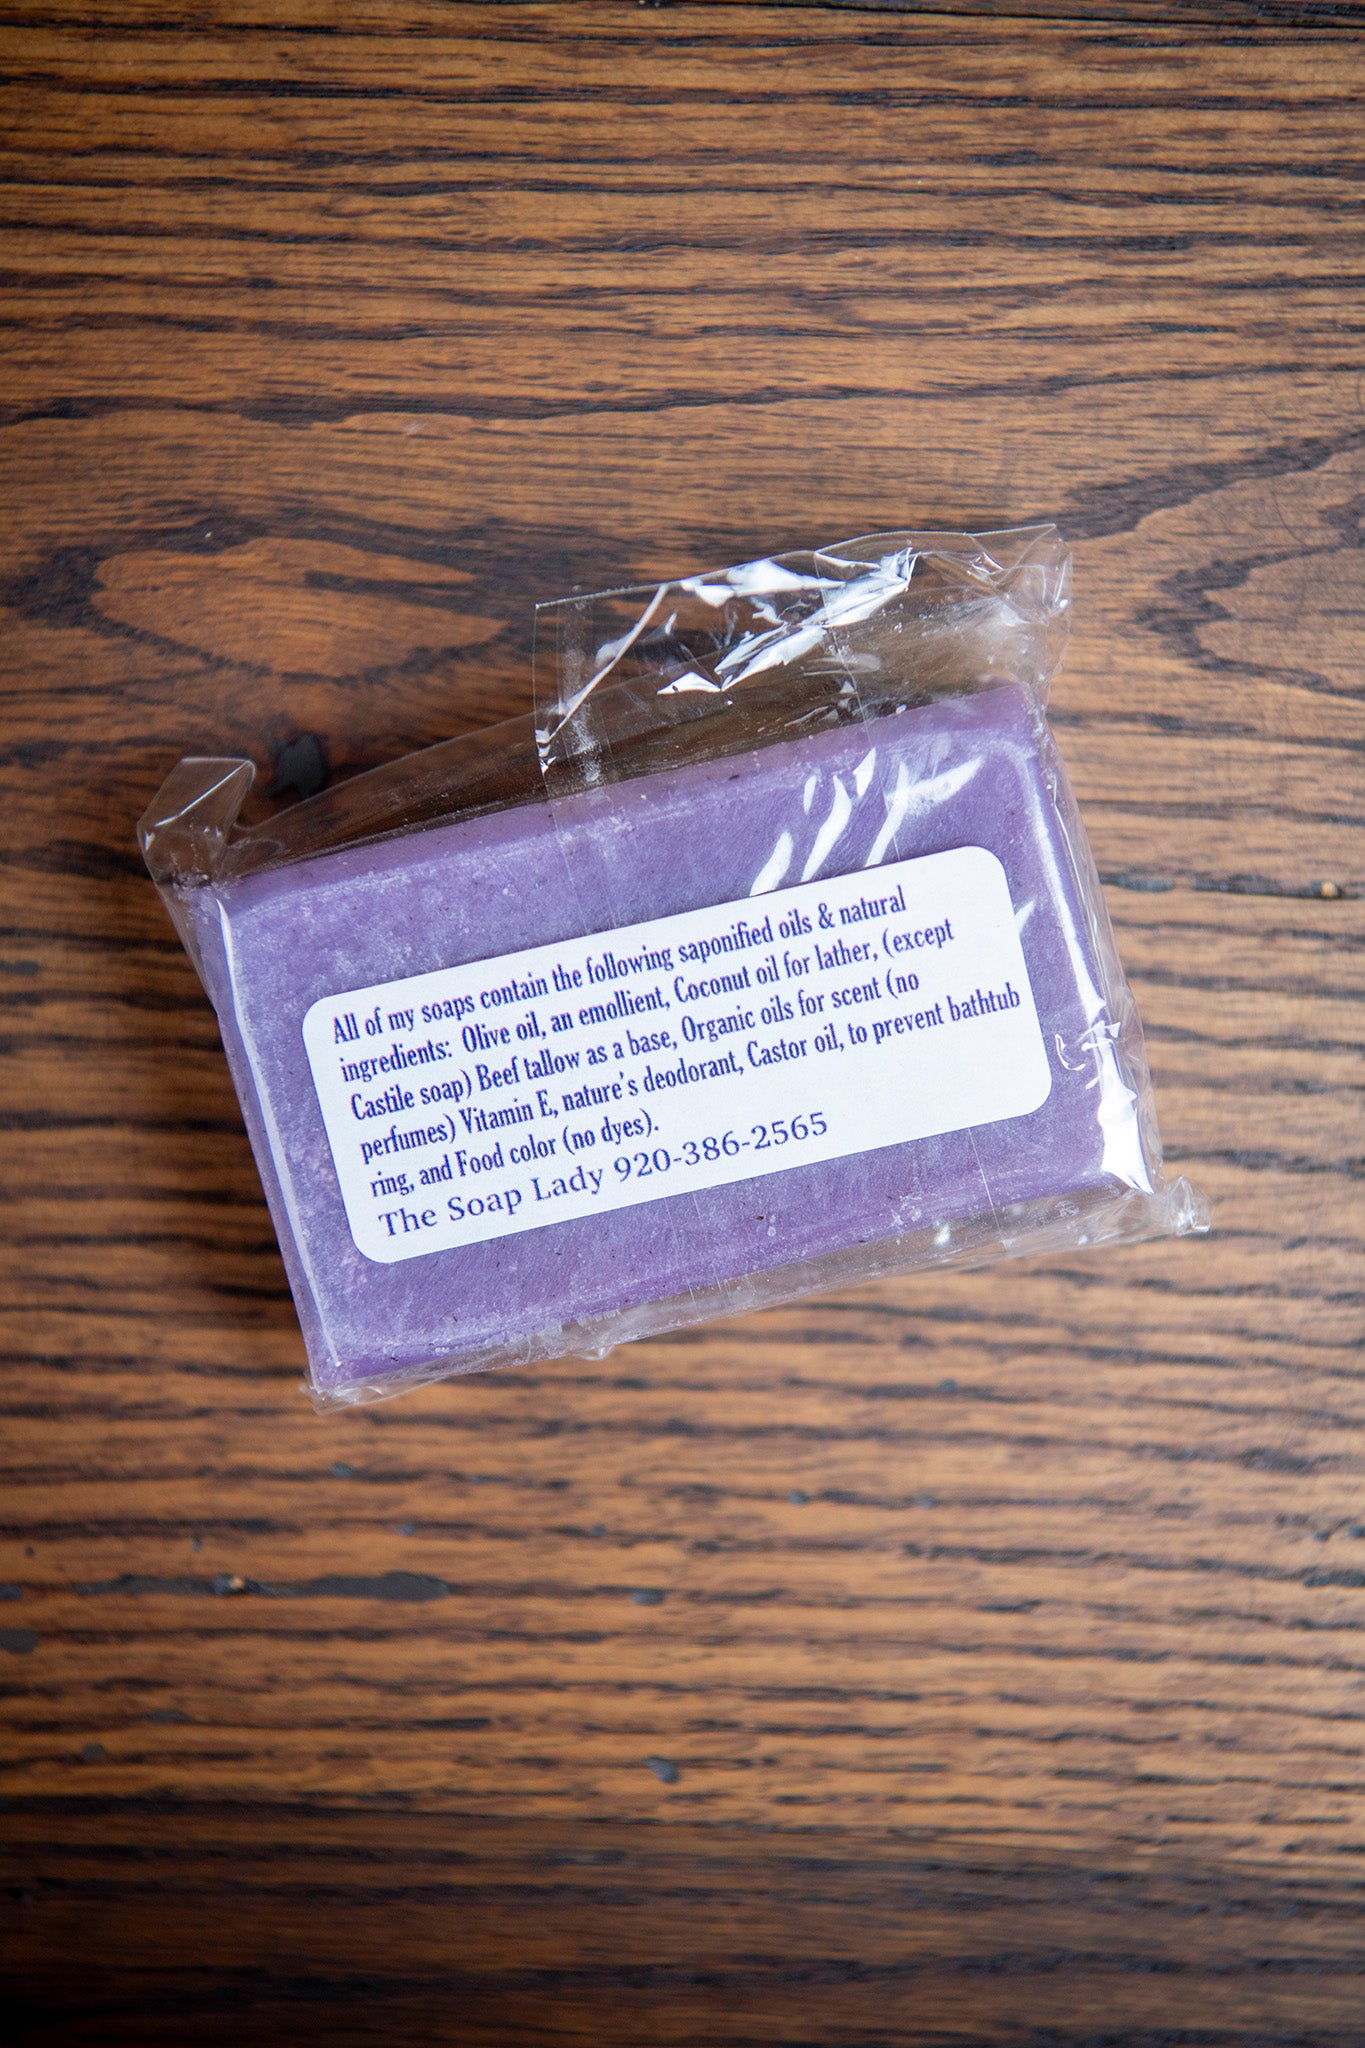 All of my soaps contain the following saponified oils & natural
ingredients: Olive oil, an emollient, Coconut oil for lather, (except
Castile soap) Beef tallow as a base, Organic oils for scent (no
perfumes) Vitamin E, nature's deodorant, Castor oil, to prevent bathtub
ring, and Food color (no dyes).
The Soap Lady 920-386-2565